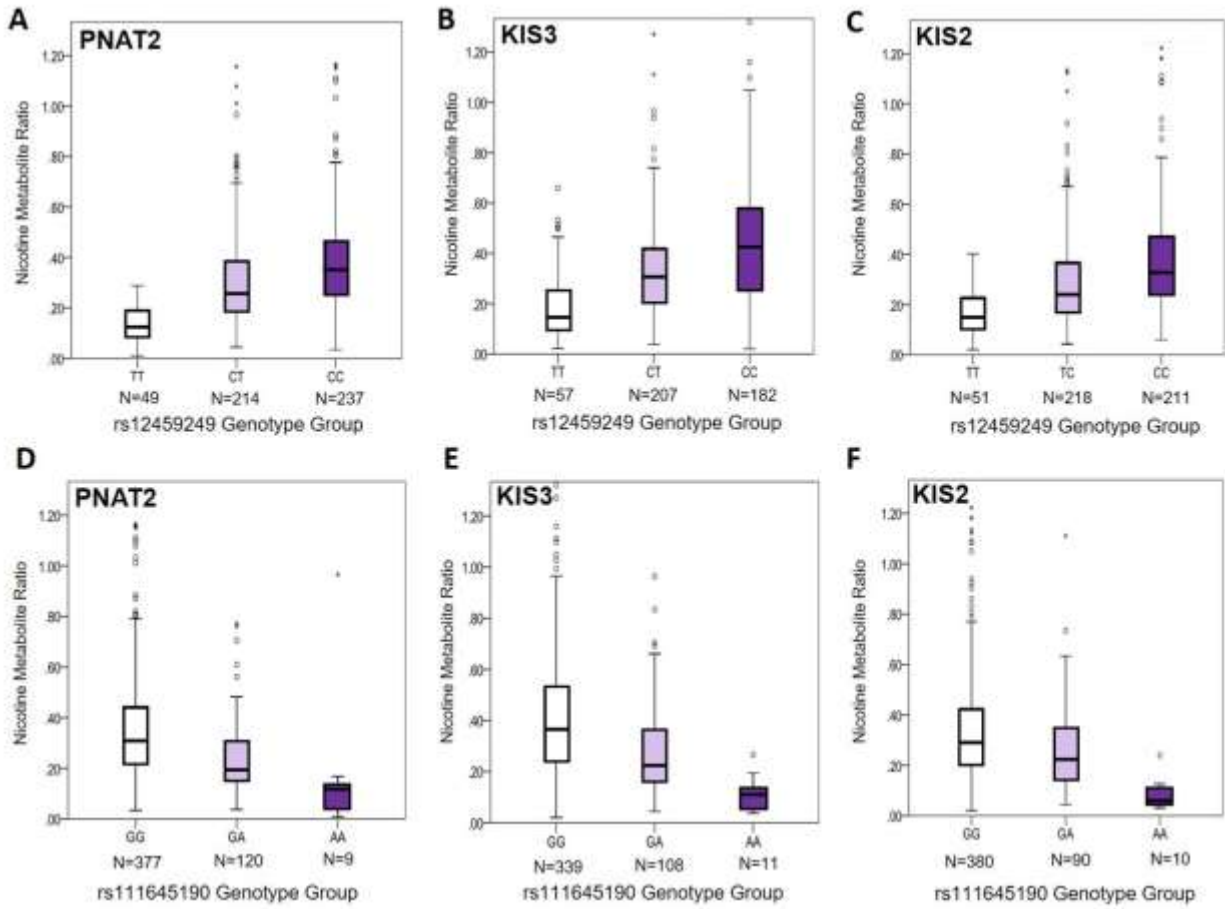 A
PNAT2
Nicotine Metabolite Ratio
1.20
1.00
.80
.60
.40
.20
.00
TT CT CC
N=49 N=214 N=237
rs12459249 Genotype Group
B
KIS3
Nicotine Metabolite Ratio
1.20
1.00
.80
.60
.40
.20
.00
TT CT CC
N=57 N=207 N=182
rs12459249 Genotype Group
C
KIS2
Nicotine Metabolite Ratio
1.20
1.00
.80
.60
.40
.20
.00
TT TC CC
N=51 N=218 N=211
rs12459249 Genotype Group
D
PNAT2
Nicotine Metabolite Ratio
1.20
1.00
.80
.60
.40
.20
.00
GG GA AA
N=377 N=120 N=9
rs111645190 Genotype Group
E
KIS3
Nicotine Metabolite Ratio
1.20
1.00
.80
.60
.40
.20
.00
GG GA AA
N=339 N=108 N=11
rs111645190 Genotype Group
F
KIS2
Nicotine Metabolite Ratio
1.20
1.00
.80
.60
.40
.20
.00
GG GA AA
N=380 N=90 N=10
rs111645190 Genotype Group